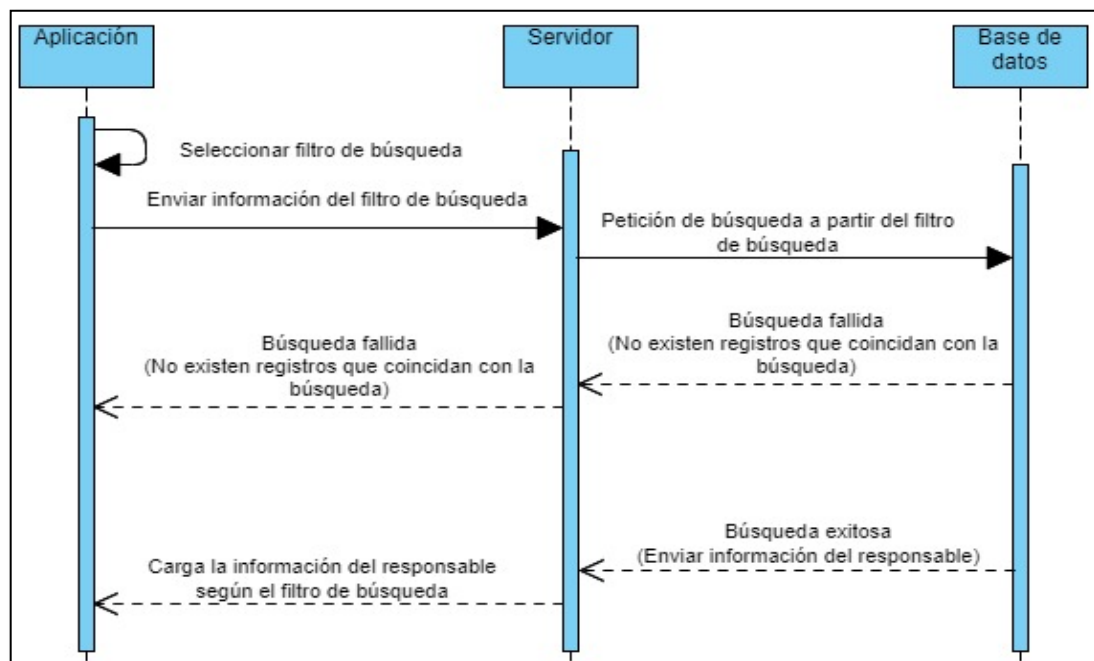 Aplicación
Servidor
Base de
datos
Seleccionar filtro de búsqueda
Enviar información del filtro de búsqueda
Petición de búsqueda a partir del filtro
de búsqueda
Búsqueda fallida
(No existen registros que coincidan con la
búsqueda)
Búsqueda fallida
(No existen registros que coincidan con la
búsqueda)
Búsqueda exitosa
(Enviar información del responsable)
Carga la información del responsable
según el filtro de búsqueda